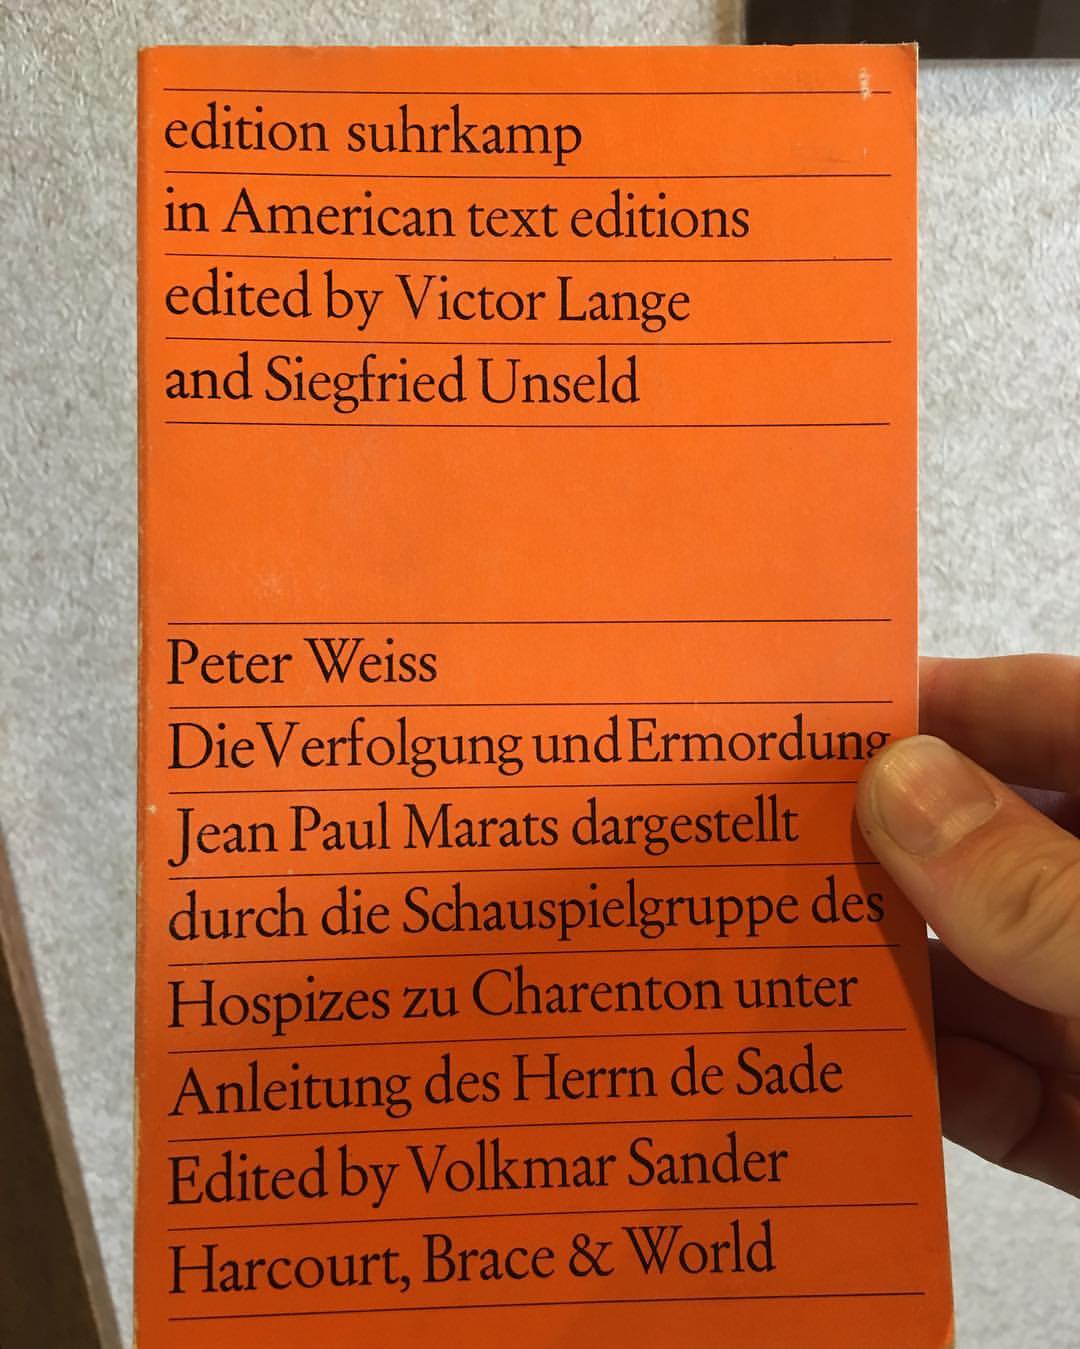 edition suhrkamp
in American text editions
edited by Victor Lange
and Siegfried Unseld
Peter Weiss
Die Verfolgung und Ermordung
Jean Paul Marats dargestellt
durch die Schauspielgruppe des
Hospizes zu Charenton unter
Anleitung des Herrn de Sade
Edited by Volkmar Sander
Harcourt, Brace & World